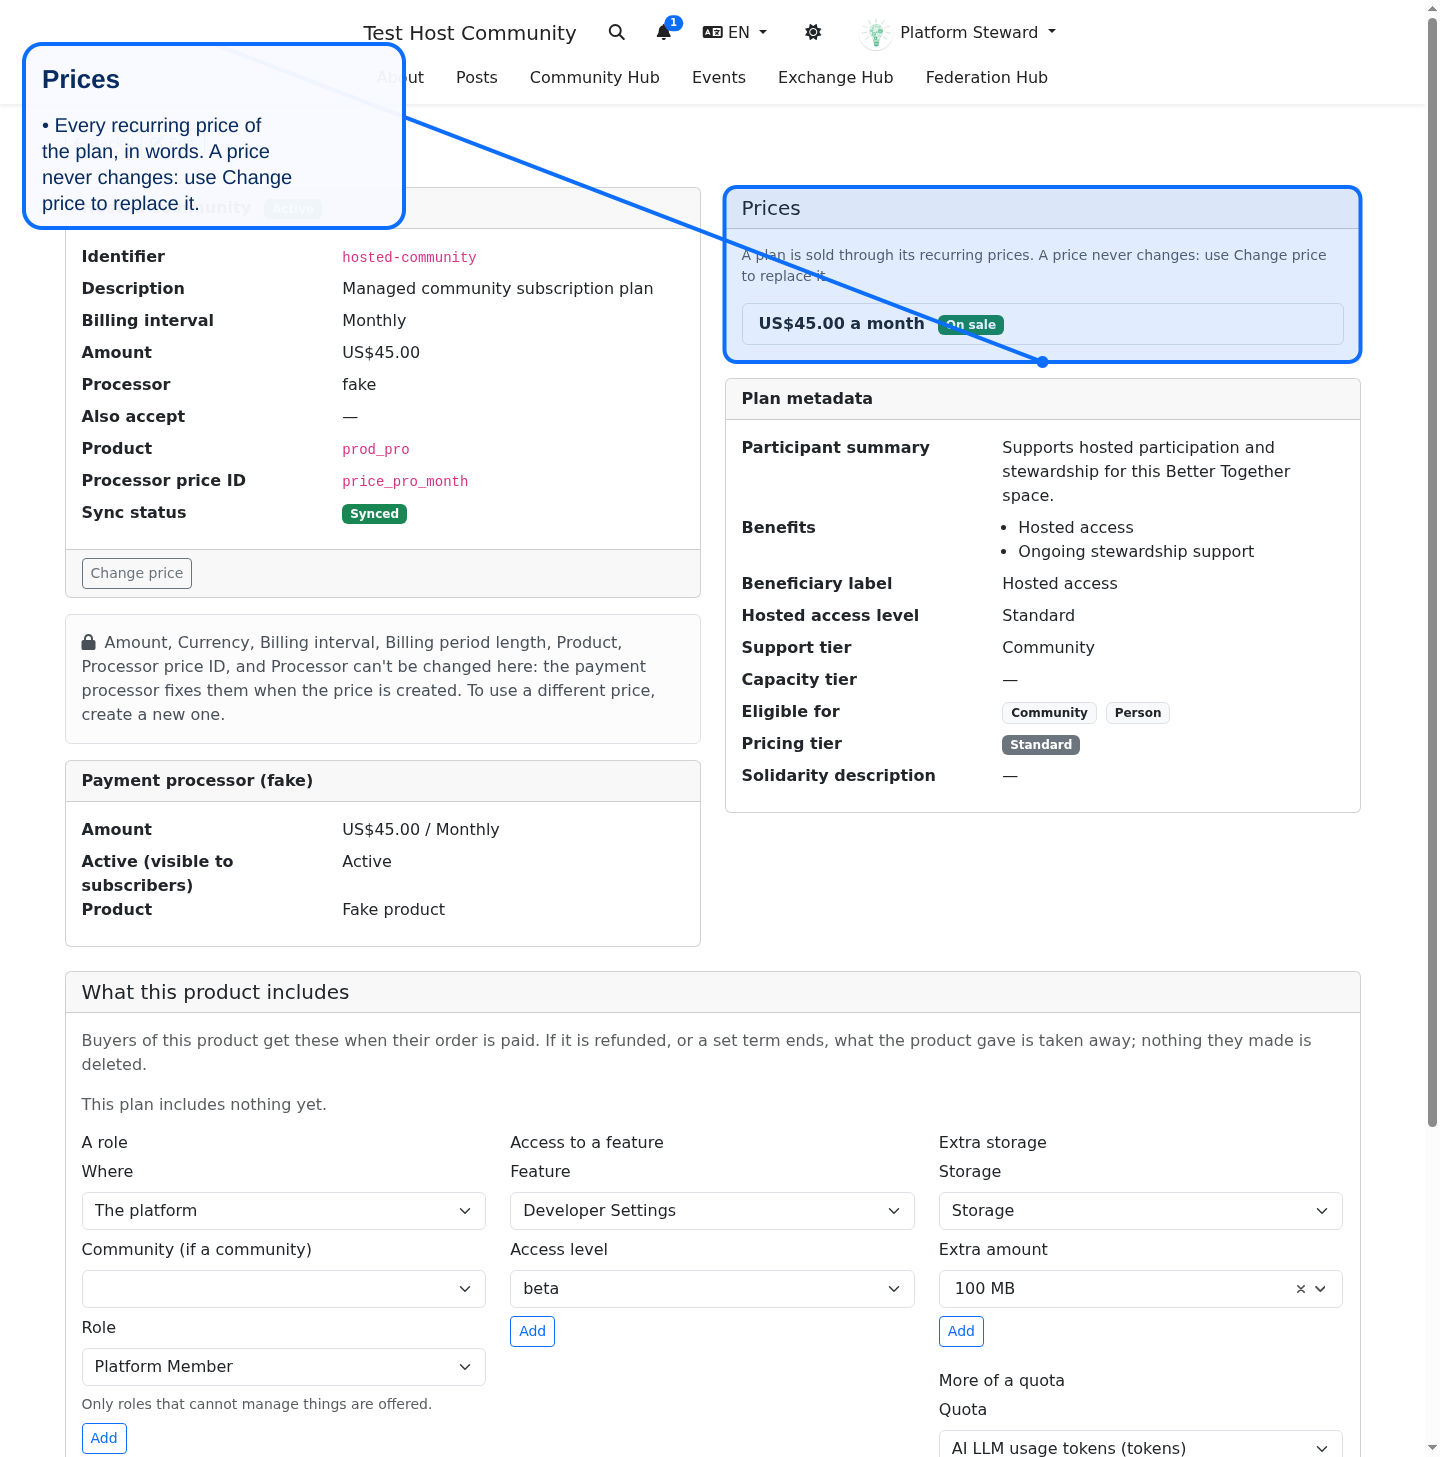 Test Host Community
1
EN
Platform Steward
About
Posts
Community Hub
Events
Exchange Hub
Federation Hub
Prices
• Every recurring price of
the plan, in words. A price
never changes: use Change
price to replace it.
Active
Identifier
hosted-community
Description
Managed community subscription plan
Billing interval
Monthly
Amount
US$45.00
Processor
fake
Also accept
—
Product
prod_pro
Processor price ID
price_pro_month
Sync status
Synced
Change price
Amount, Currency, Billing interval, Billing period length, Product,
Processor price ID, and Processor can't be changed here: the payment
processor fixes them when the price is created. To use a different price,
create a new one.
Payment processor (fake)
Amount
US$45.00 / Monthly
Active (visible to
subscribers)
Active
Product
Fake product
Prices
A plan is sold through its recurring prices. A price never changes: use Change price
to replace it.
US$45.00 a month
On sale
Plan metadata
Participant summary
Supports hosted participation and
stewardship for this Better Together
space.
Benefits
• Hosted access
• Ongoing stewardship support
Beneficiary label
Hosted access
Hosted access level
Standard
Support tier
Community
Capacity tier
—
Eligible for
Community
Person
Pricing tier
Standard
Solidarity description
—
What this product includes
Buyers of this product get these when their order is paid. If it is refunded, or a set term ends, what the product gave is taken away; nothing they made is
deleted.
This plan includes nothing yet.
A role
Where
The platform
Community (if a community)
Role
Platform Member
Only roles that cannot manage things are offered.
Add
Access to a feature
Feature
Developer Settings
Access level
beta
Add
Extra storage
Storage
Storage
Extra amount
100 MB
Add
More of a quota
Quota
AI LLM usage tokens (tokens)